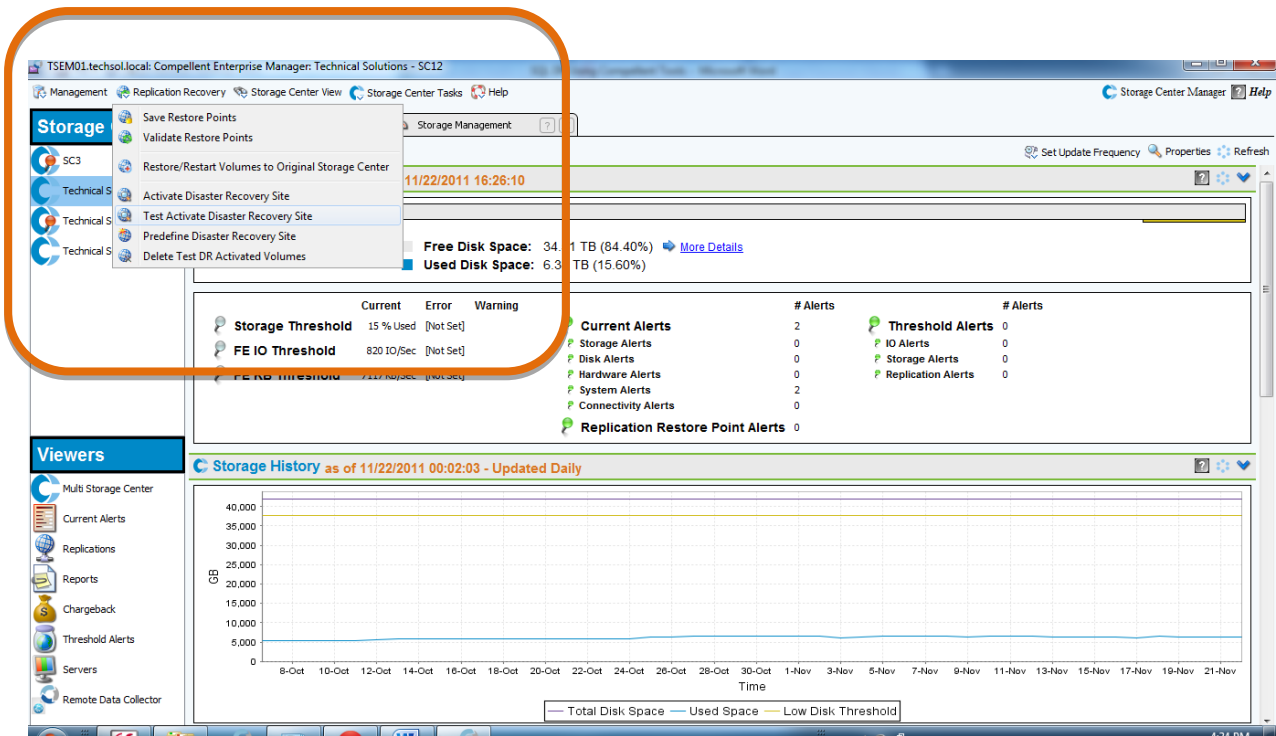 TSEM01.techsol.local: Compellent Enterprise Manager: Technical Solutions - SC12
Management Replication Recovery Storage Center View Storage Center Tasks Help Storage Center Manager Help
Save Restore Points
Validate Restore Points
Restore/Restart Volumes to Original Storage Center
Activate Disaster Recovery Site
Test Activate Disaster Recovery Site
Predefine Disaster Recovery Site
Delete Test DR Activated Volumes
Storage
SC3
Technical S
Technical S
Technical S
Storage Management
Set Update Frequency Properties Refresh
11/22/2011 16:26:10
Free Disk Space: TB (84.40%) More Details
Used Disk Space: TB (15.60%)
Current Error Warning
Storage Threshold 15 % Used [Not Set]
FE IO Threshold 820 IO/Sec [Not Set]
FE KB Threshold 7117 KB/Sec [Not Set]
# Alerts
Current Alerts 2
Storage Alerts 0
Disk Alerts 0
Hardware Alerts 0
System Alerts 2
Connectivity Alerts 0
Replication Restore Point Alerts 0
# Alerts
Threshold Alerts 0
IO Alerts 0
Storage Alerts 0
Replication Alerts 0
Viewers
Multi Storage Center
Current Alerts
Replications
Reports
Chargeback
Threshold Alerts
Servers
Remote Data Collector
Storage History as of 11/22/2011 00:02:03 - Updated Daily
40,000
35,000
30,000
25,000
20,000
15,000
10,000
5,000
0
GB
8-Oct 10-Oct 12-Oct 14-Oct 16-Oct 18-Oct 20-Oct 22-Oct 24-Oct 26-Oct 28-Oct 30-Oct 1-Nov 3-Nov 5-Nov 7-Nov 9-Nov 11-Nov 13-Nov 15-Nov 17-Nov 19-Nov 21-Nov
Time
Total Disk Space Used Space Low Disk Threshold